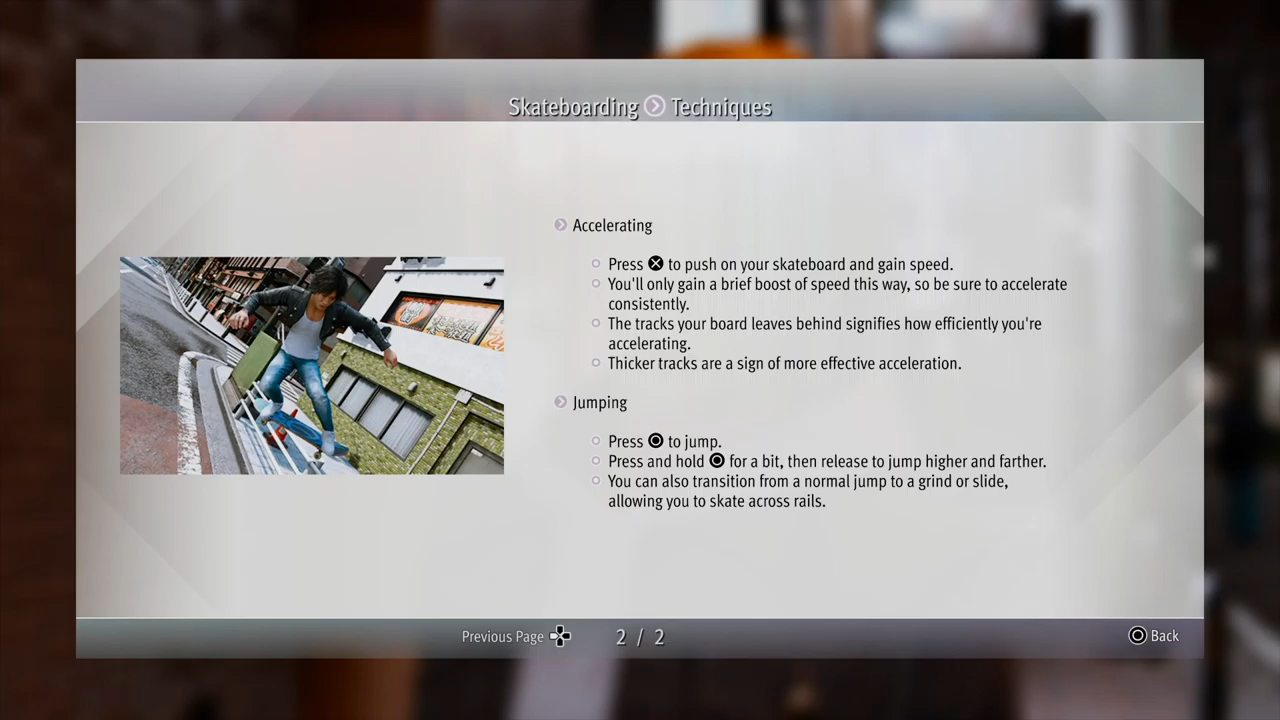 Skateboarding Techniques
Accelerating
Press to push on your skateboard and gain speed.
You'll only gain a brief boost of speed this way, so be sure to accelerate
consistently.
The tracks your board leaves behind signifies how efficiently you're
accelerating.
Thicker tracks are a sign of more effective acceleration.
Jumping
Press to jump.
Press and hold for a bit, then release to jump higher and farther.
You can also transition from a normal jump to a grind or slide,
allowing you to skate across rails.
Previous Page 2 / 2 Back